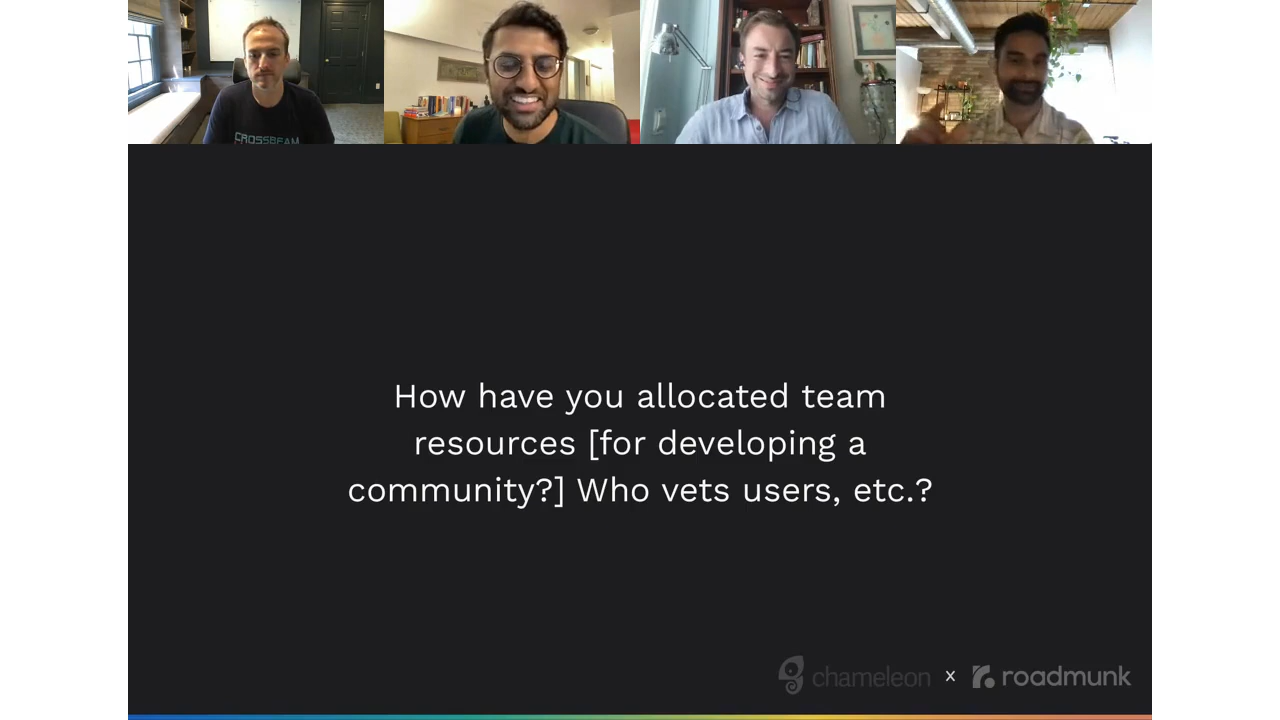 CROSSBEAM
How have you allocated team
resources [for developing a
community?] Who vets users, etc.?
chameleon x roadmunk